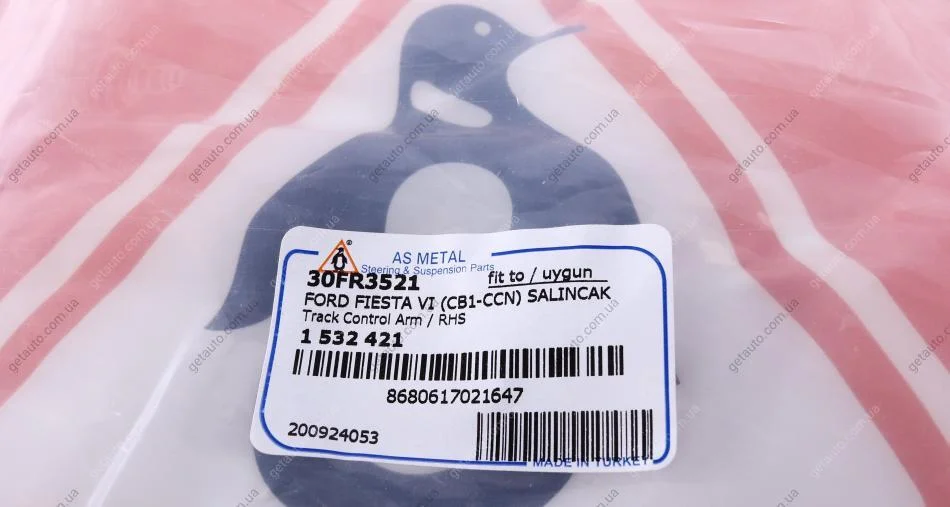 AS METAL
Steering & Suspension Parts
30FR3521
fit to / uygun
FORD FIESTA VI (CB1-CCN) SALINCAK
Track Control Arm / RHS
1 532 421
8680617021647
200924053
MADE IN TURKEY
getauto.com.ua